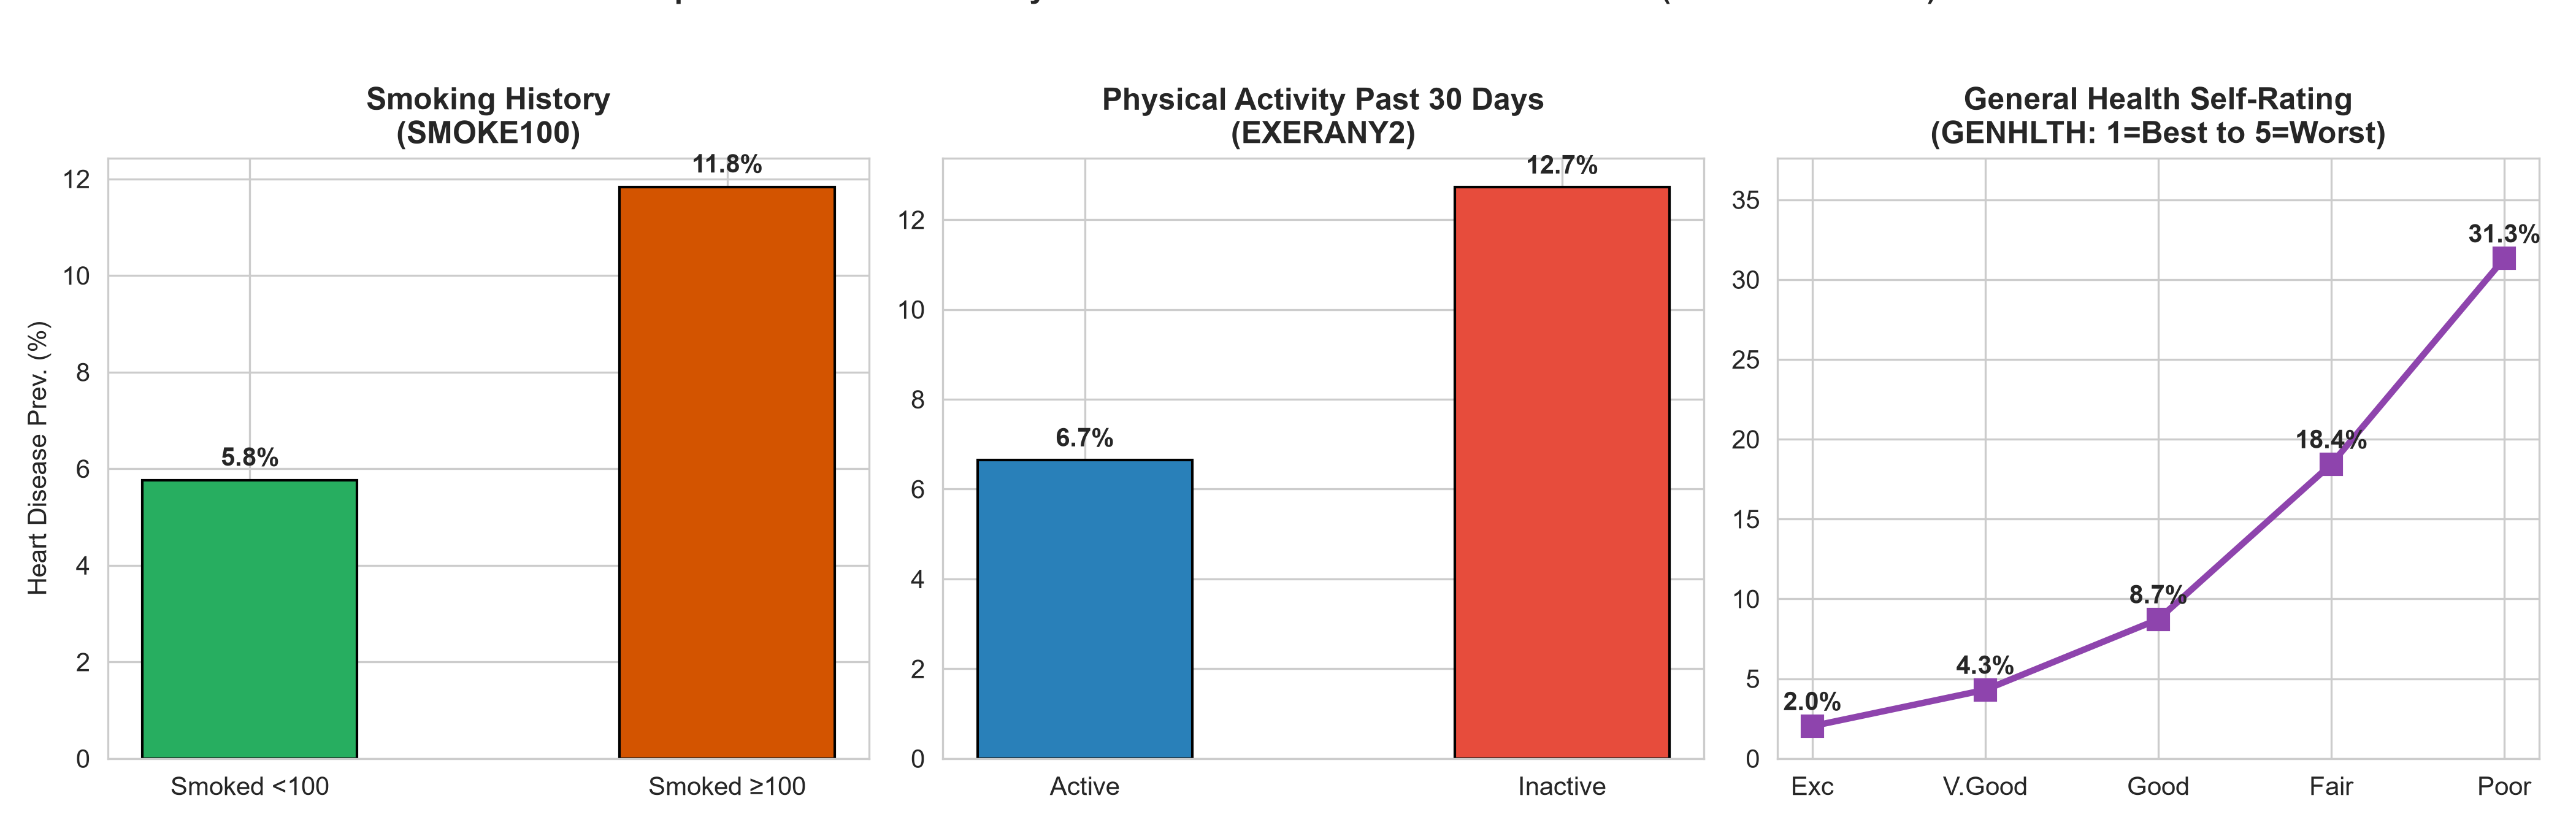 Smoking History
(SMOKE100)
Heart Disease Prev. (%)
12
10
8
6
4
2
0
11.8%
5.8%
Smoked <100
Smoked ≥100
Physical Activity Past 30 Days
(EXERANY2)
12
10
8
6
4
2
0
12.7%
6.7%
Active
Inactive
General Health Self-Rating
(GENHLTH: 1=Best to 5=Worst)
35
30
25
20
15
10
5
0
31.3%
18.4%
8.7%
4.3%
2.0%
Exc
V.Good
Good
Fair
Poor